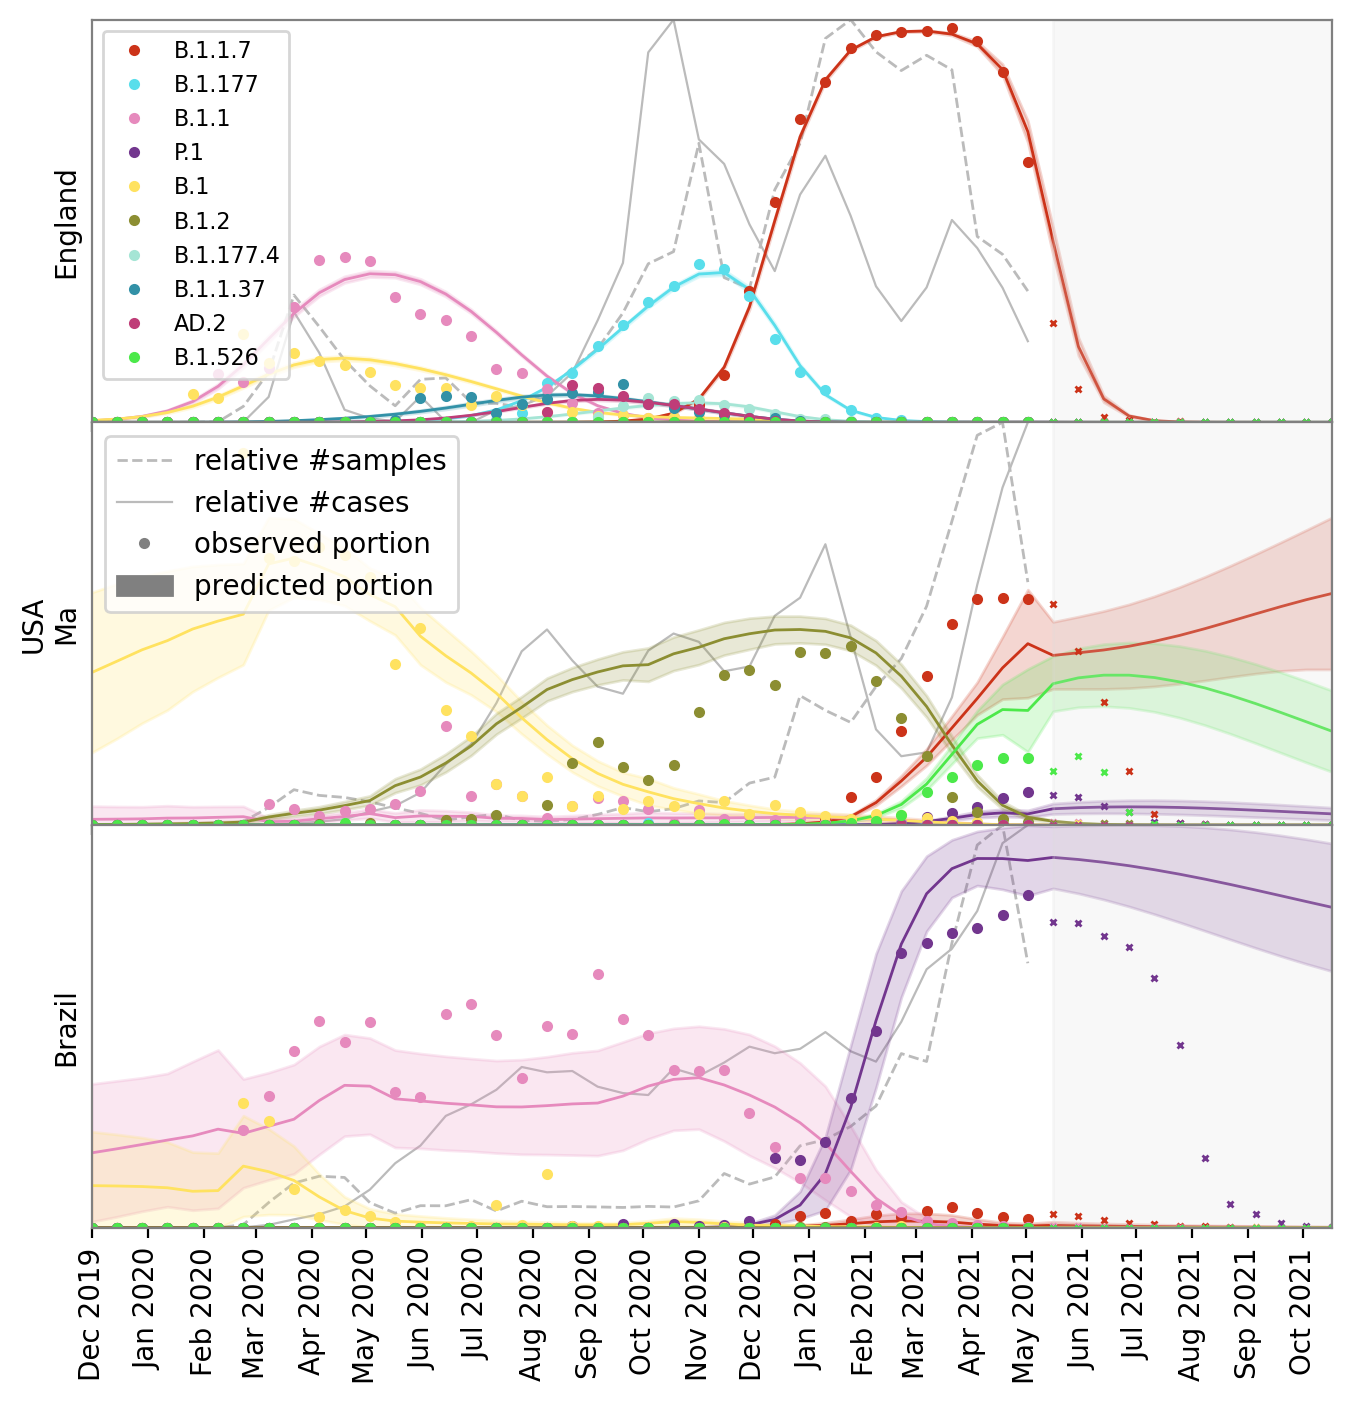 England
B.1.1.7
B.1.177
B.1.1
P.1
B.1
B.1.2
B.1.177.4
B.1.1.37
AD.2
B.1.526
USA
Ma
relative #samples
relative #cases
observed portion
predicted portion
Brazil
Dec 2019
Jan 2020
Feb 2020
Mar 2020
Apr 2020
May 2020
Jun 2020
Jul 2020
Aug 2020
Sep 2020
Oct 2020
Nov 2020
Dec 2020
Jan 2021
Feb 2021
Mar 2021
Apr 2021
May 2021
Jun 2021
Jul 2021
Aug 2021
Sep 2021
Oct 2021